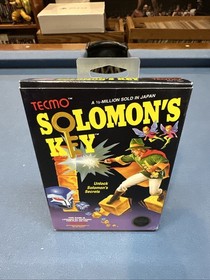 TECMO
A ½-MILLION SOLD IN JAPAN
SOLOMON'S
KEY
Unlock
Solomon's
Secrets